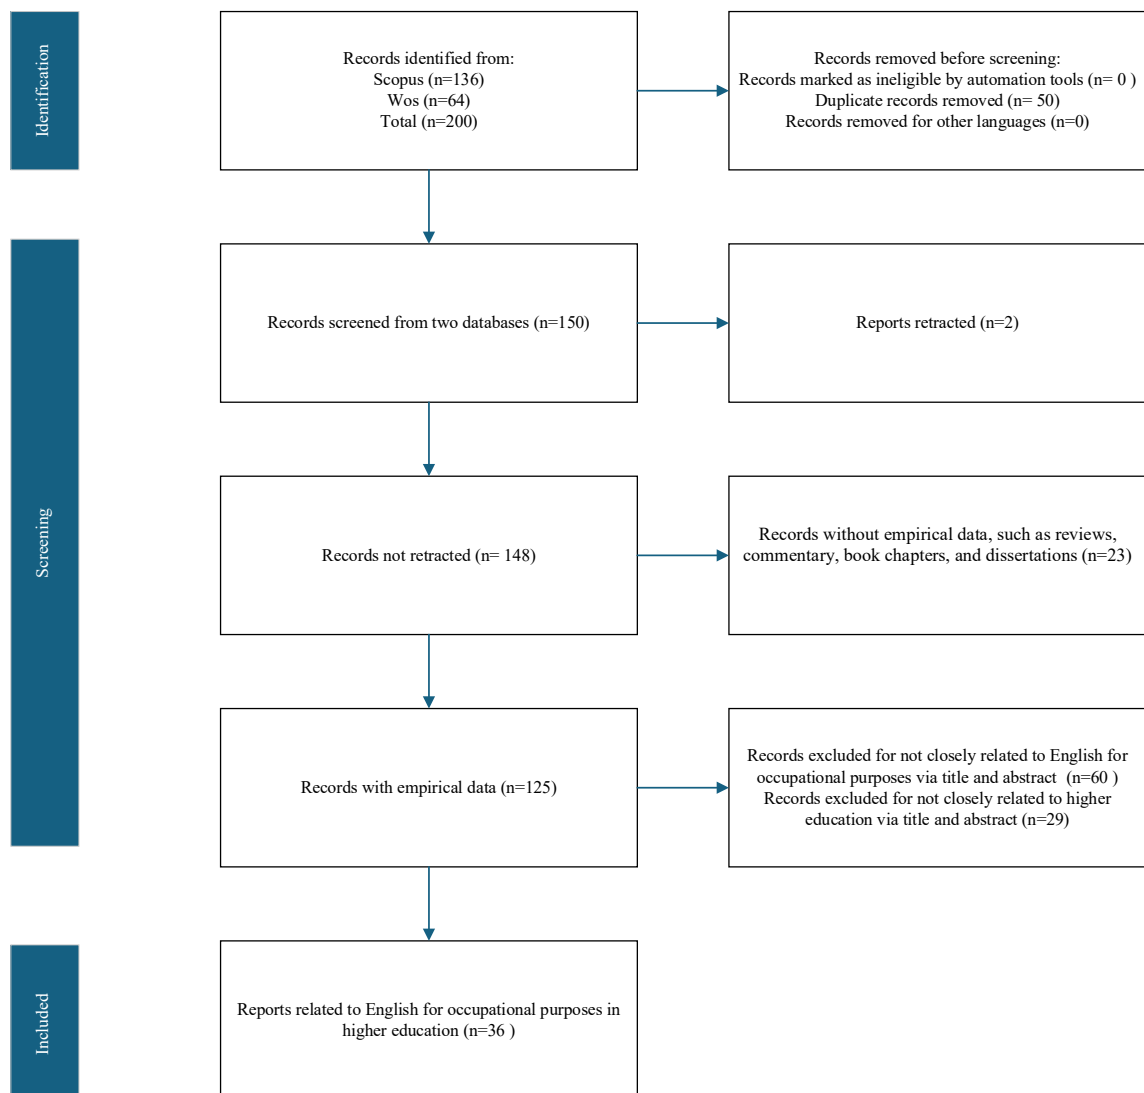 Identification
Records identified from:
Scopus (n=136)
Wos (n=64)
Total (n=200)
Records removed before screening:
Records marked as ineligible by automation tools (n= 0 )
Duplicate records removed (n= 50)
Records removed for other languages (n=0)
Screening
Records screened from two databases (n=150)
Reports retracted (n=2)
Records not retracted (n= 148)
Records without empirical data, such as reviews,
commentary, book chapters, and dissertations (n=23)
Records with empirical data (n=125)
Records excluded for not closely related to English for
occupational purposes via title and abstract  (n=60 )
Records excluded for not closely related to higher
education via title and abstract (n=29)
Included
Reports related to English for occupational purposes in
higher education (n=36 )